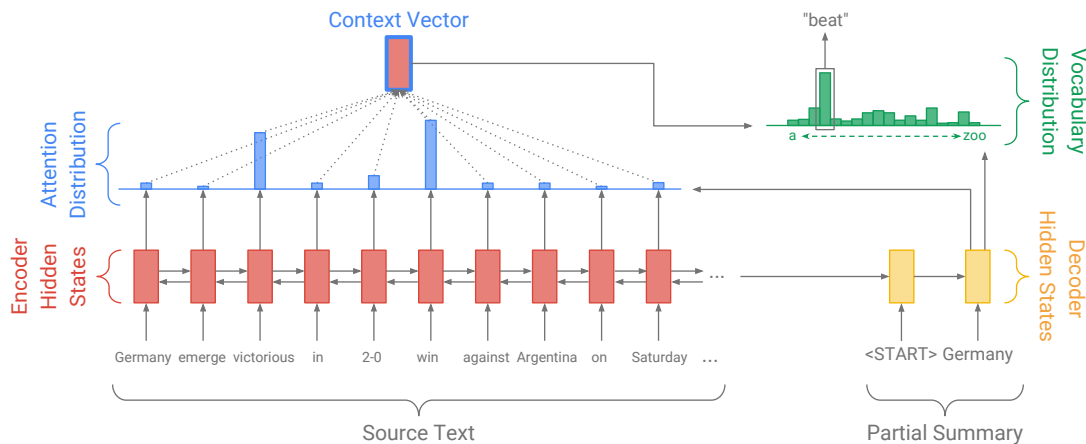 Context Vector
"beat"
Vocabulary
Distribution
a
zoo
Attention
Distribution
Encoder
Hidden
States
...
Decoder
Hidden States
Germany emerge victorious in 2-0 win against Argentina on Saturday ...
<START> Germany
Source Text
Partial Summary